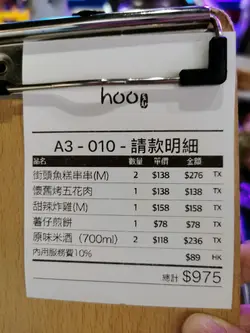 hoot
A3 - 010 - 請款明細
品名 數量 單價 金額
街頭魚糕串串(M) 2 $138 $276 TX
懷舊烤五花肉 1 $138 $138 TX
甜辣炸雞(M) 1 $158 $158 TX
薯仔煎餅 1 $78 $78 TX
原味米酒 (700ml) 2 $118 $236 TX
內用服務費10% $89 HK
總計 $975